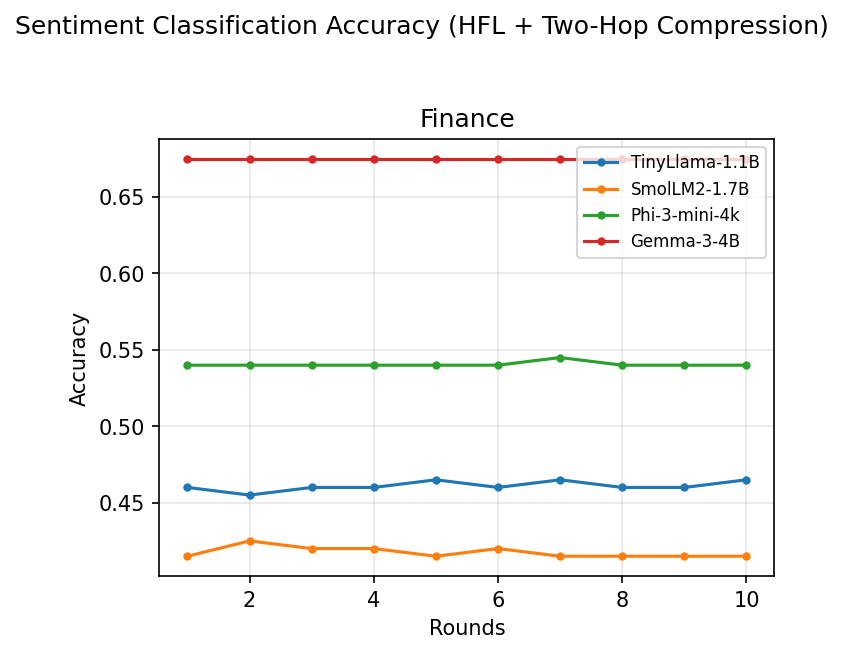 Sentiment Classification Accuracy (HFL + Two-Hop Compression)
Finance
TinyLlama-1.1B
SmolLM2-1.7B
Phi-3-mini-4k
Gemma-3-4B
0.65
0.60
0.55
0.50
0.45
Accuracy
2 4 6 8 10
Rounds